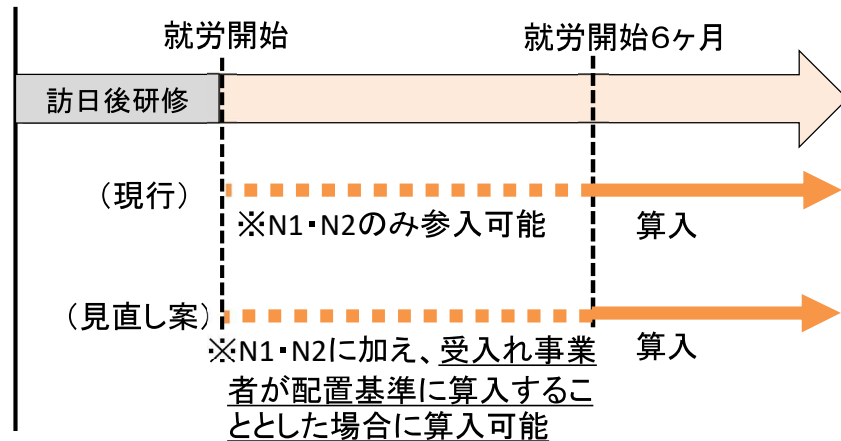 就労開始
就労開始6ヶ月
訪日後研修
（現行）
※N1・N2のみ参入可能
算入
（見直し案）
※N1・N2に加え、受入れ事業
者が配置基準に算入するこ
ととした場合に算入可能
算入